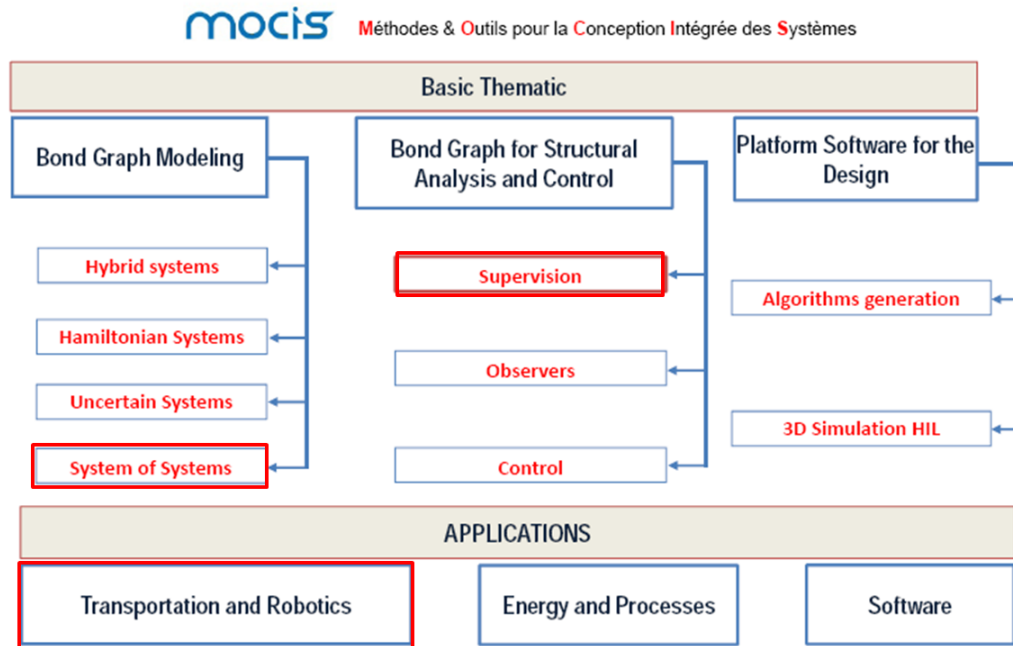 mocis Méthodes & Outils pour la Conception Intégrée des Systèmes
Basic Thematic
Bond Graph Modeling
Hybrid systems
Hamiltonian Systems
Uncertain Systems
System of Systems
Bond Graph for Structural
Analysis and Control
Supervision
Observers
Control
Platform Software for the
Design
Algorithms generation
3D Simulation HIL
APPLICATIONS
Transportation and Robotics
Energy and Processes
Software